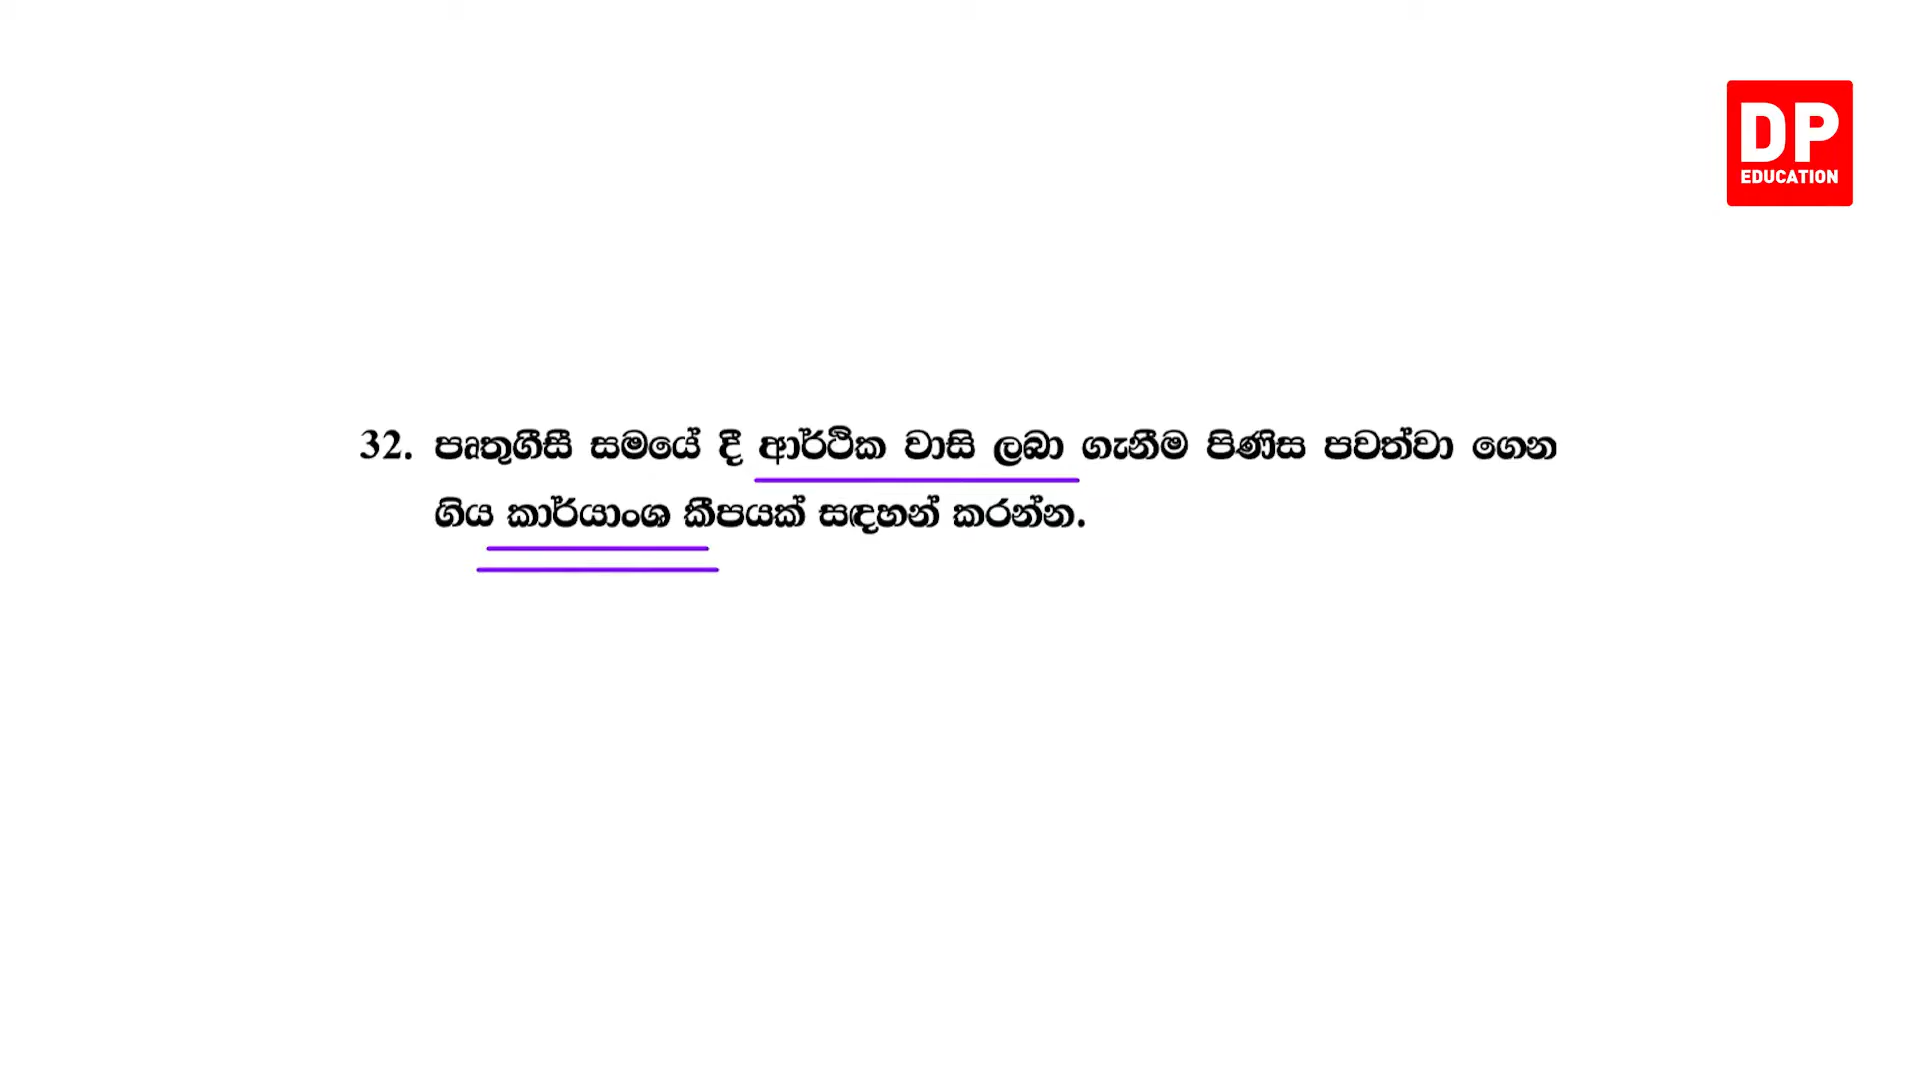 DP
EDUCATION
32. පෘතුගීසී සමයේ දී ආර්ථික වාසි ලබා ගැනීම පිණිස පවත්වා ගෙන
ගිය කාර්යාංශ කීපයක් සඳහන් කරන්න.